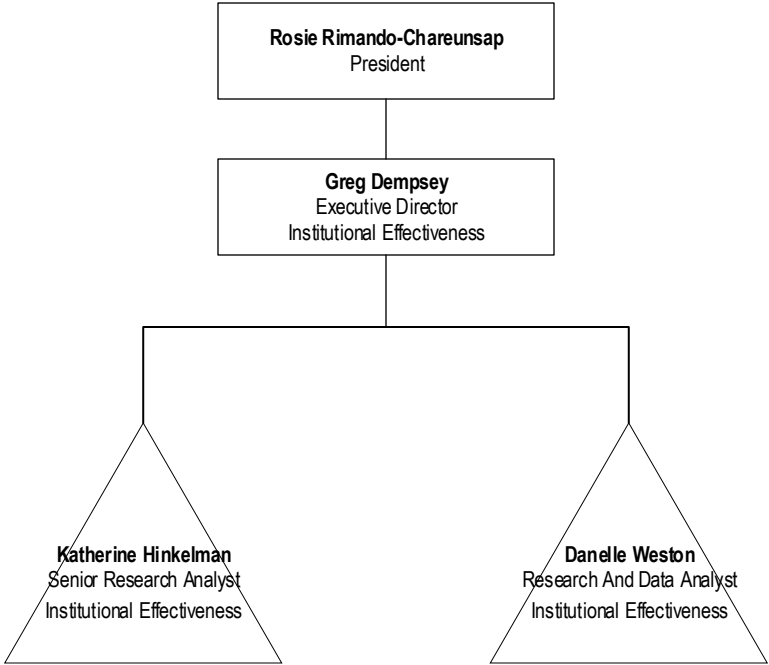 Rosie Rimando-Chareunsap
President
Greg Dempsey
Executive Director
Institutional Effectiveness
Katherine Hinkelman
Senior Research Analyst
Institutional Effectiveness
Danelle Weston
Research And Data Analyst
Institutional Effectiveness